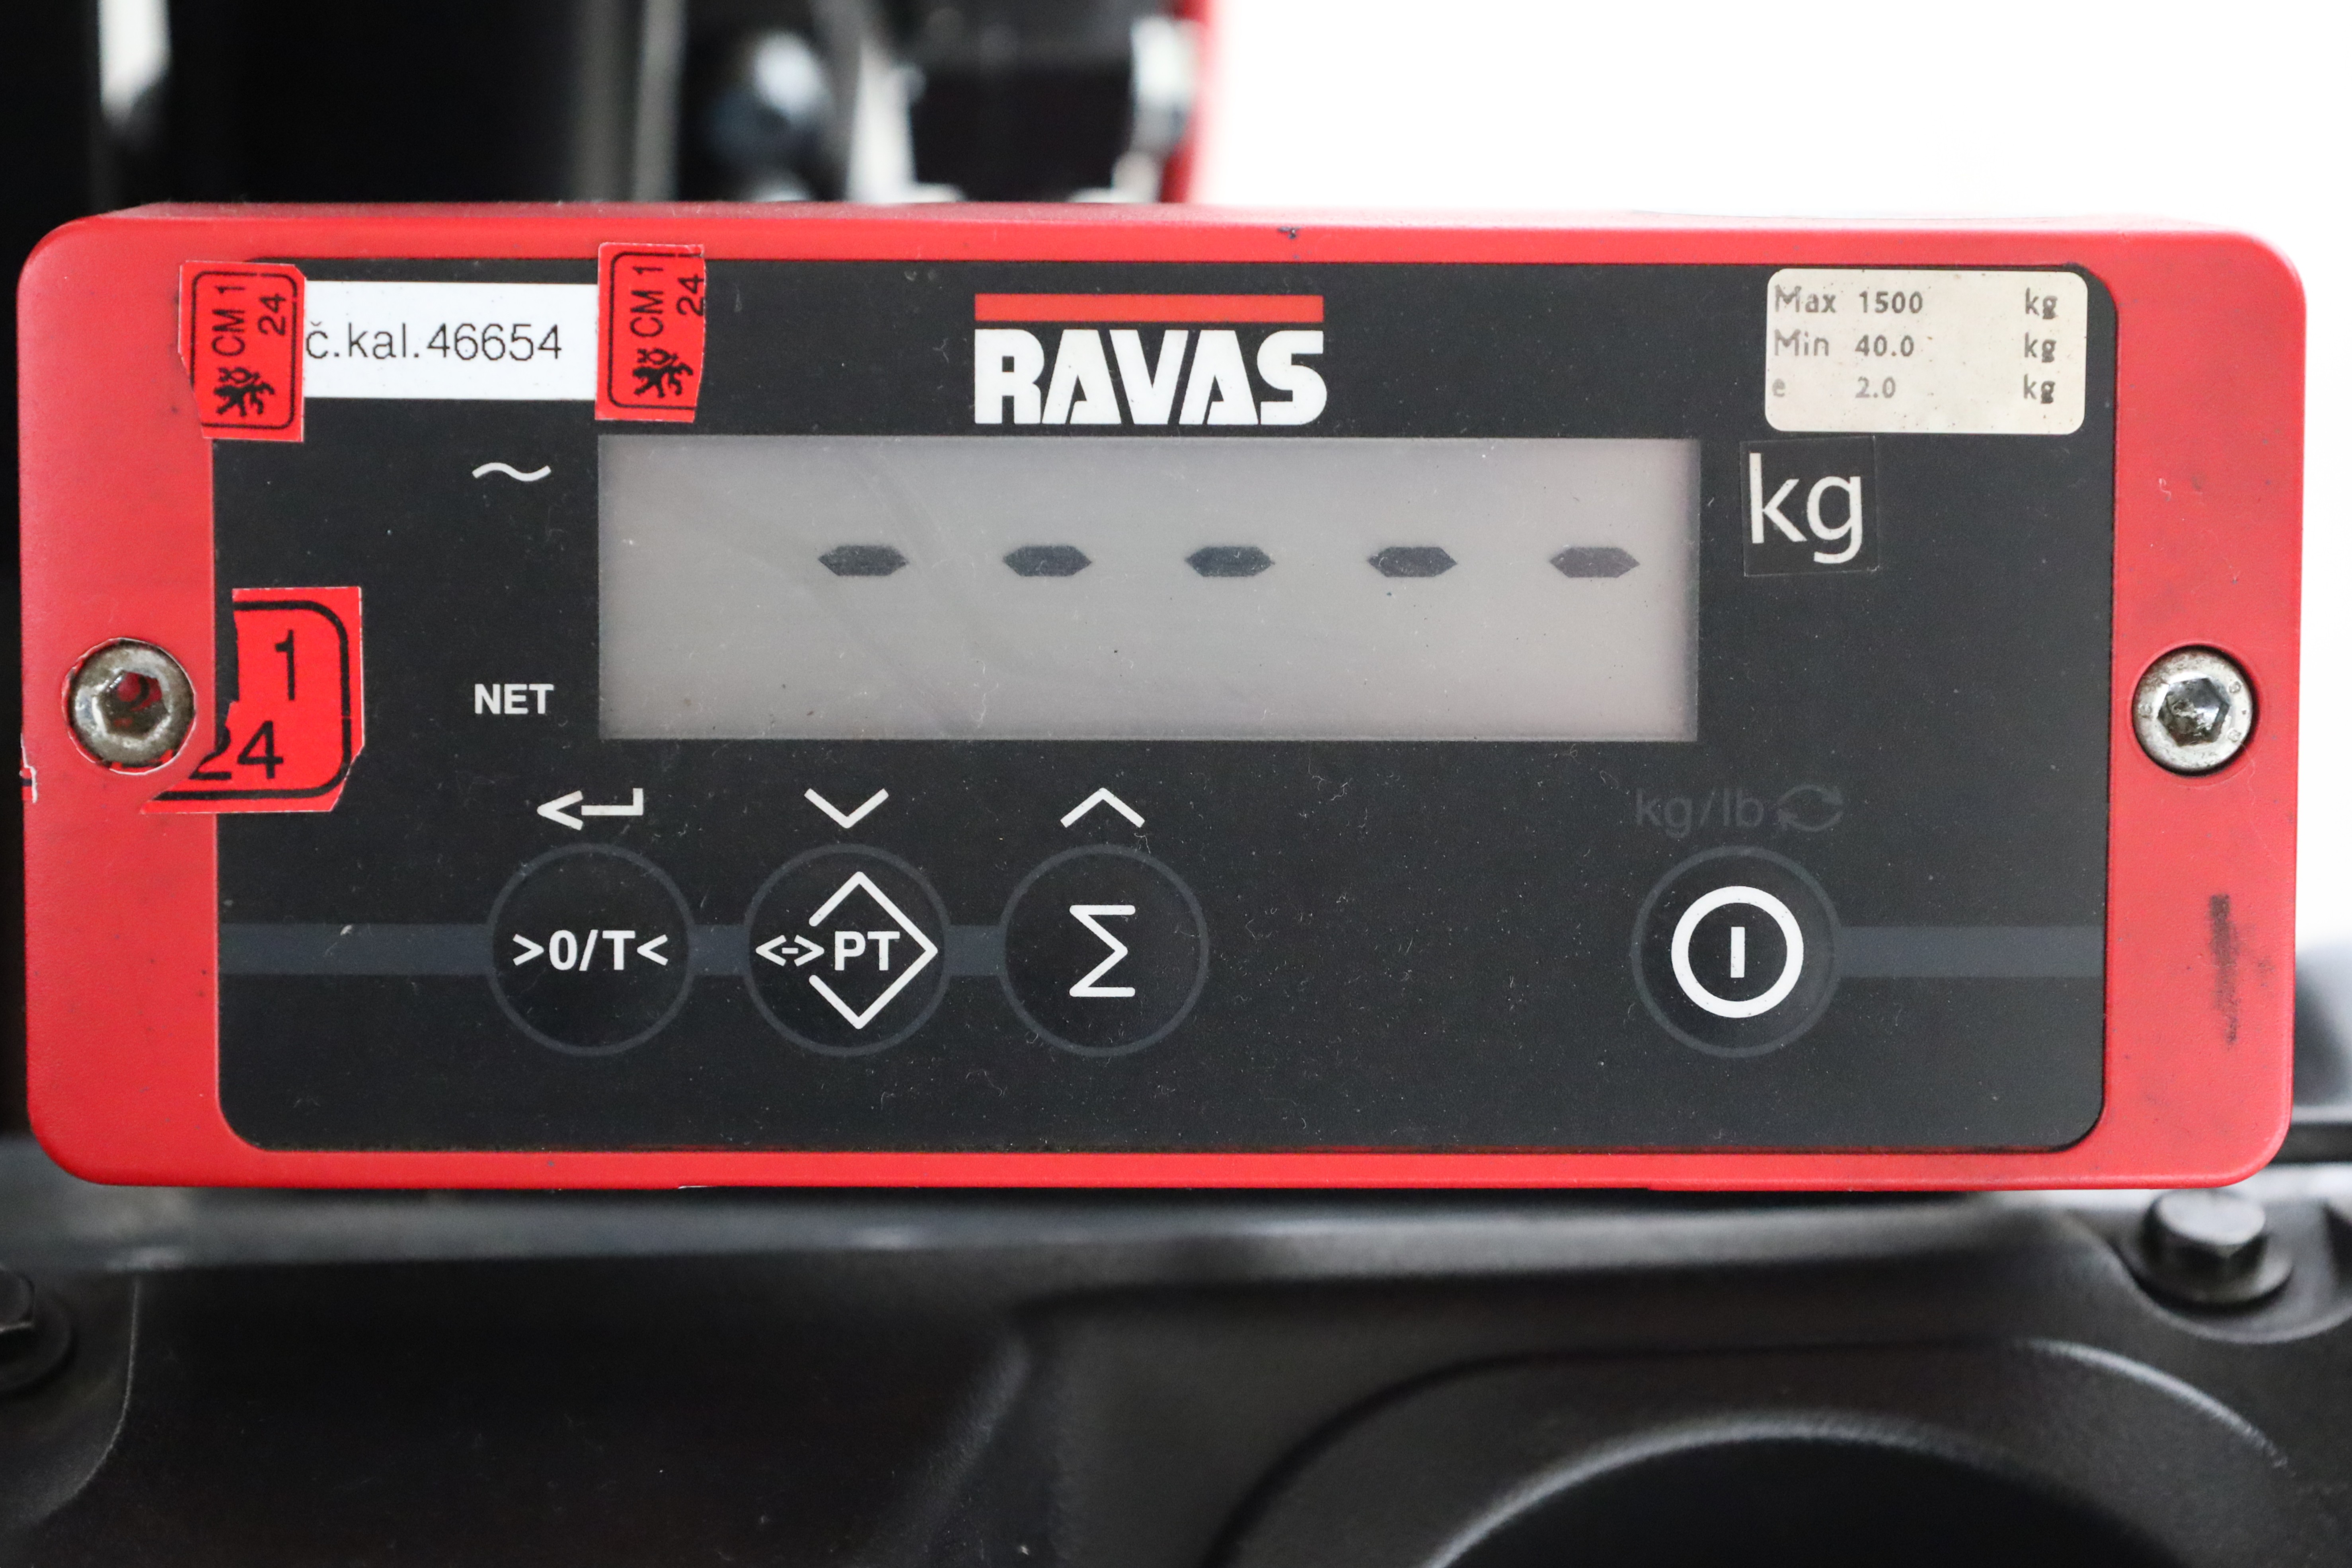 CM 1
24
č.kal.46654
CM 1
24
RAVAS
Max 1500 kg
Min 40.0 kg
e 2.0 kg
~
- - - - -
kg
1
24
NET
kg/lb
>0/T<
<->PT
Σ